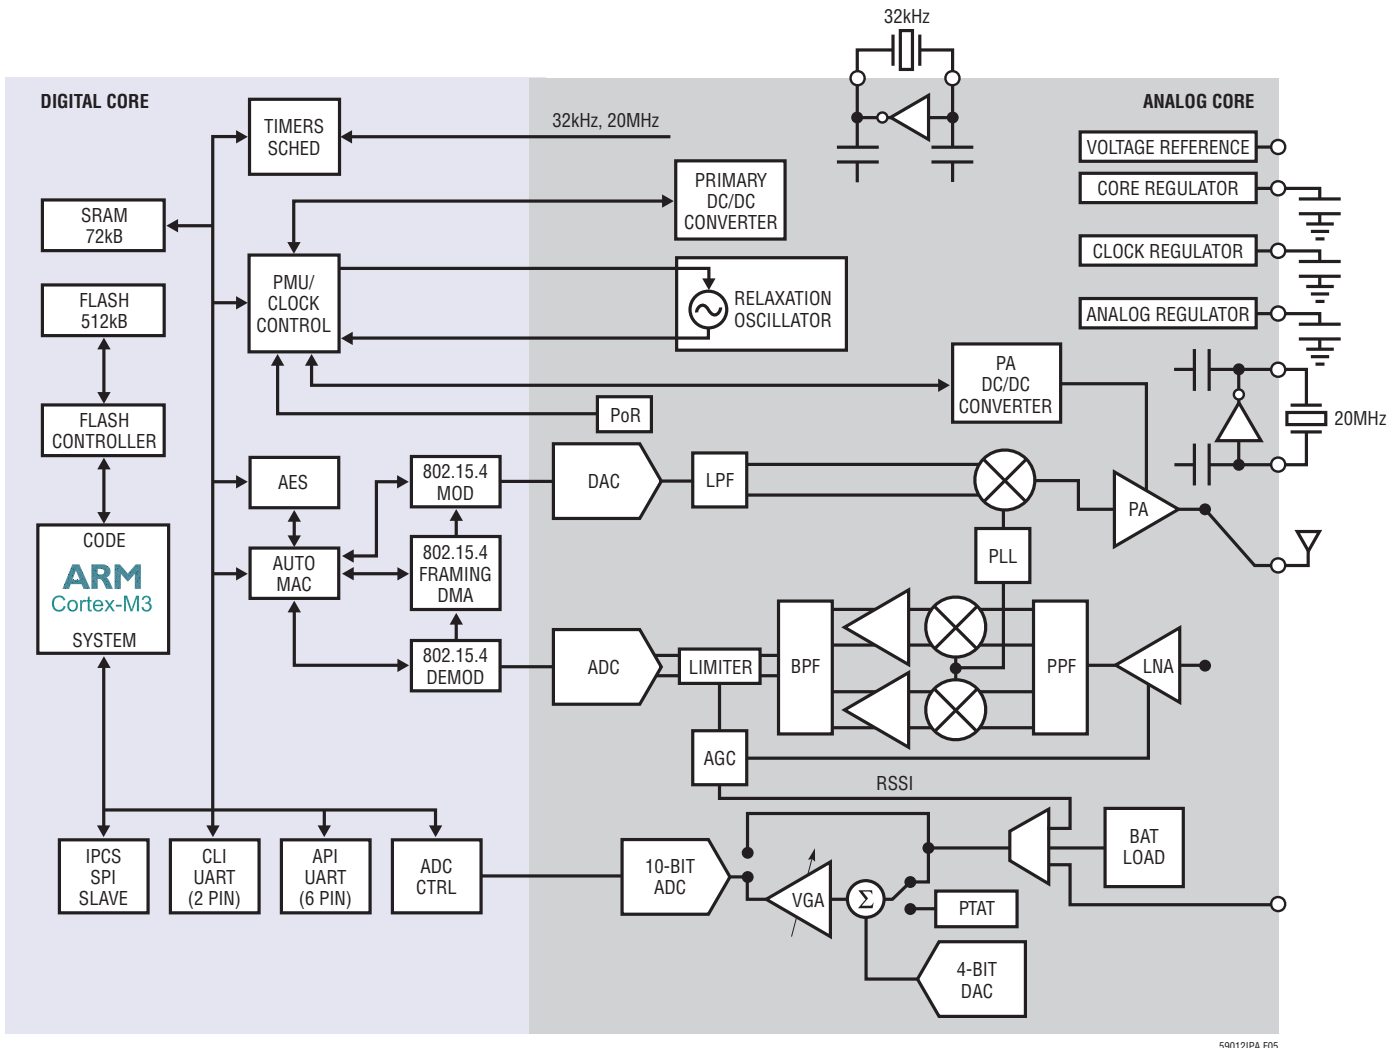 32kHz
DIGITAL CORE
ANALOG CORE
TIMERS
SCHED
32kHz, 20MHz
VOLTAGE REFERENCE
PRIMARY
DC/DC
CONVERTER
CORE REGULATOR
SRAM
72kB
CLOCK REGULATOR
PMU/
CLOCK
CONTROL
RELAXATION
OSCILLATOR
FLASH
512kB
ANALOG REGULATOR
PA
DC/DC
CONVERTER
PoR
20MHz
FLASH
CONTROLLER
AES
802.15.4
MOD
DAC
LPF
PA
CODE
ARM
Cortex-M3
SYSTEM
AUTO
MAC
802.15.4
FRAMING
DMA
PLL
802.15.4
DEMOD
ADC
LIMITER
BPF
PPF
LNA
AGC
RSSI
IPCS
SPI
SLAVE
CLI
UART
(2 PIN)
API
UART
(6 PIN)
ADC
CTRL
10-BIT
ADC
VGA
Σ
PTAT
BAT
LOAD
4-BIT
DAC
59012IPA F05